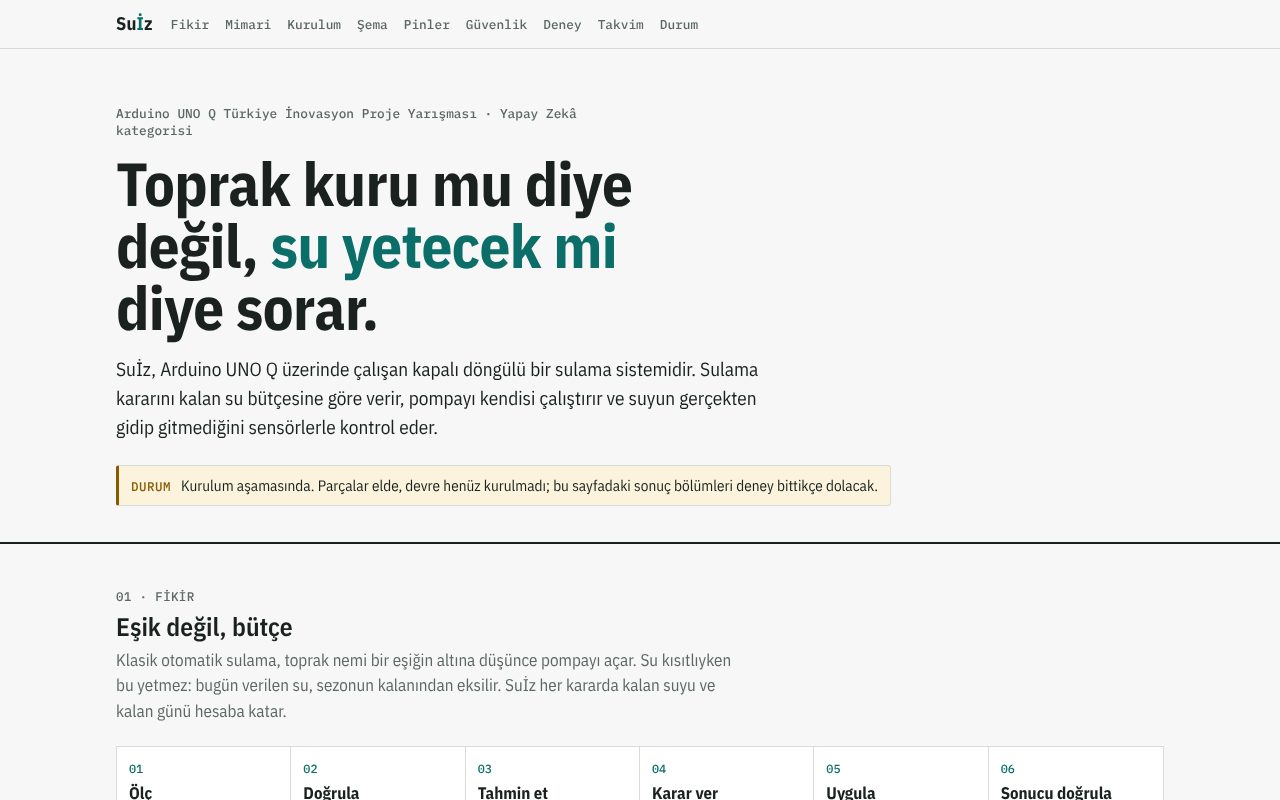 Suİz Fikir Mimari Kurulum Şema Pinler Güvenlik Deney Takvim Durum
Arduino UNO Q Türkiye İnovasyon Proje Yarışması · Yapay Zekâ
kategorisi
Toprak kuru mu diye
değil, su yetecek mi
diye sorar.
Suİz, Arduino UNO Q üzerinde çalışan kapalı döngülü bir sulama sistemidir. Sulama
kararını kalan su bütçesine göre verir, pompayı kendisi çalıştırır ve suyun gerçekten
gidip gitmediğini sensörlerle kontrol eder.
DURUM Kurulum aşamasında. Parçalar elde, devre henüz kurulmadı; bu sayfadaki sonuç bölümleri deney bittikçe dolacak.
01 · FİKİR
Eşik değil, bütçe
Klasik otomatik sulama, toprak nemi bir eşiğin altına düşünce pompayı açar. Su kısıtlıyken
bu yetmez: bugün verilen su, sezonun kalanından eksilir. Suİz her kararda kalan suyu ve
kalan günü hesaba katar.
01 02 03 04 05 06
Ölç Doğrula Tahmin et Karar ver Uygula Sonucu doğrula